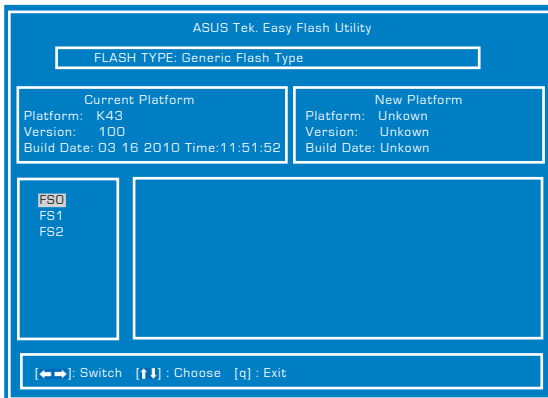 ASUS Tek. Easy Flash Utility
FLASH TYPE: Generic Flash Type
Current Platform
Platform: K43
Version: 100
Build Date: 03 16 2010 Time:11:51:52
New Platform
Platform: Unkown
Version: Unkown
Build Date: Unkown
FS0
FS1
FS2
[⬅➡]: Switch [⬆⬇] : Choose [q] : Exit